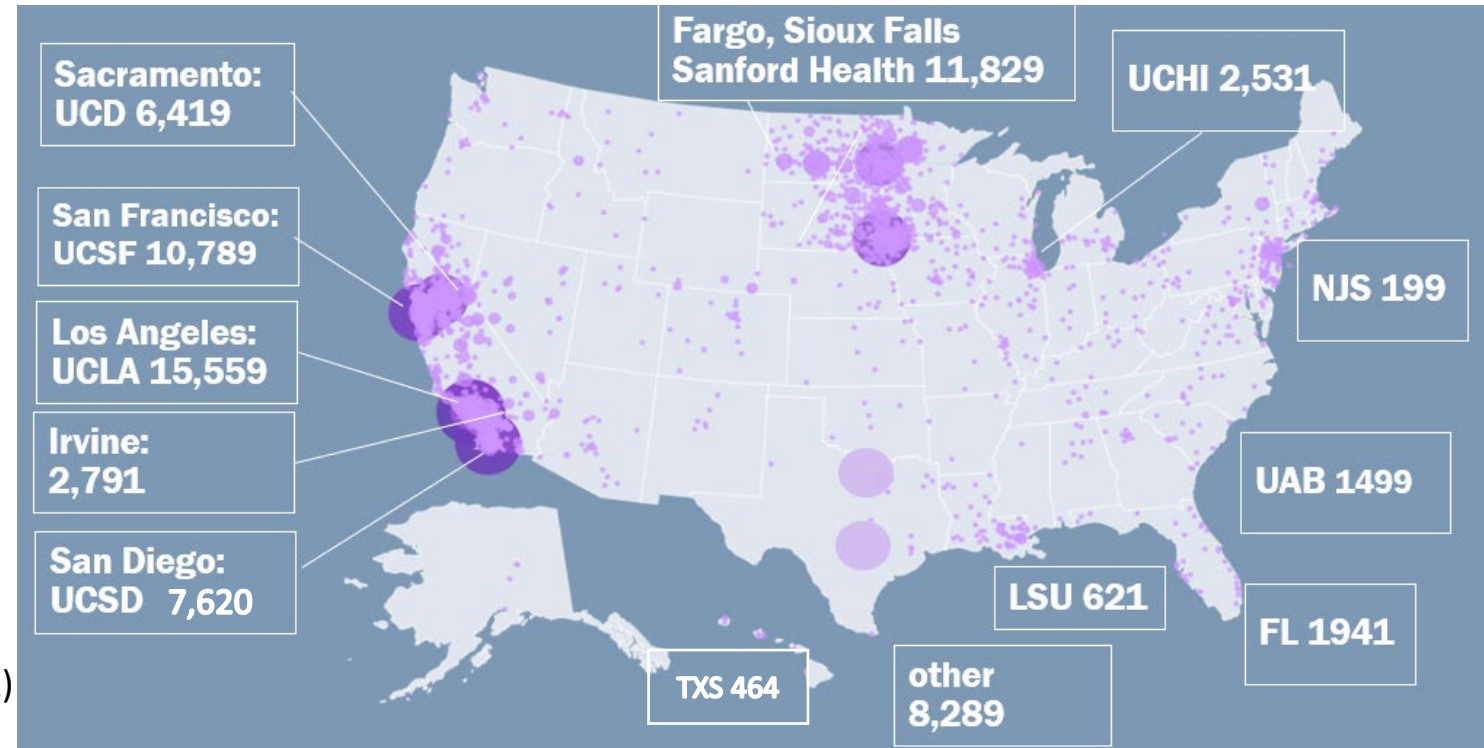 Sacramento:
UCD 6,419
San Francisco:
UCSF 10,789
Los Angeles:
UCLA 15,559
Irvine:
2,791
San Diego:
UCSD 7,620
)
Fargo, Sioux Falls
Sanford Health 11,829
UCHI 2,531
NJS 199
UAB 1499
FL 1941
LSU 621
TXS 464
other
8,289